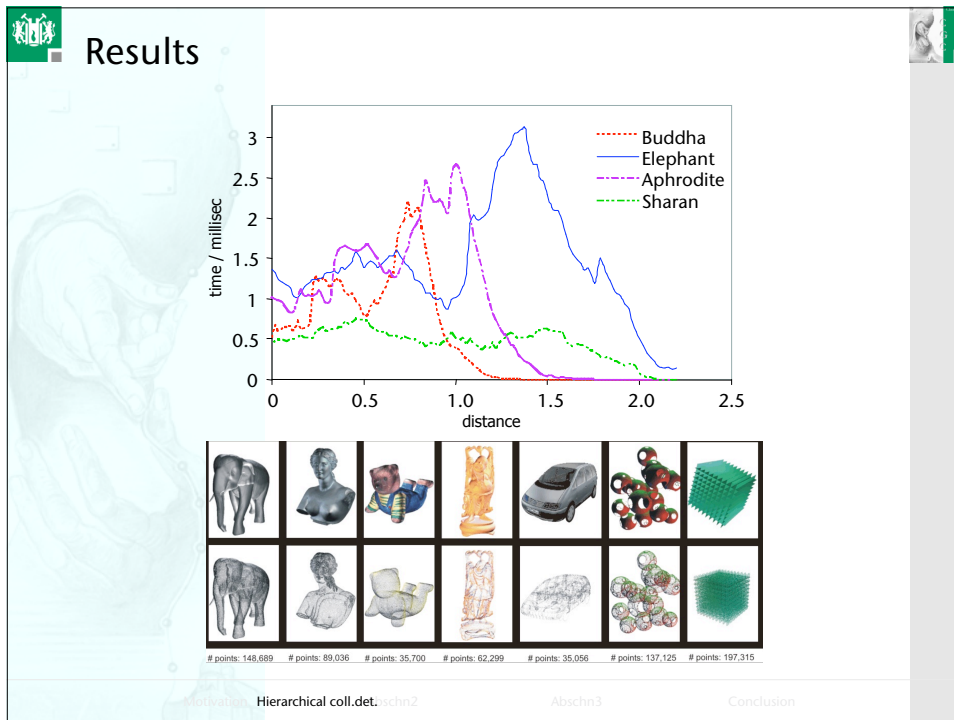 Results
3
2.5
2
1.5
1
0.5
0
time / millisec
Buddha
Elephant
Aphrodite
Sharan
0 0.5 1.0 1.5 2.0 2.5
distance
# points: 148,689 # points: 89,036 # points: 35,700 # points: 62,299 # points: 35,056 # points: 137,125 # points: 197,315
Motivation Hierarchical coll.det. Abschn2 Abschn3 Conclusion